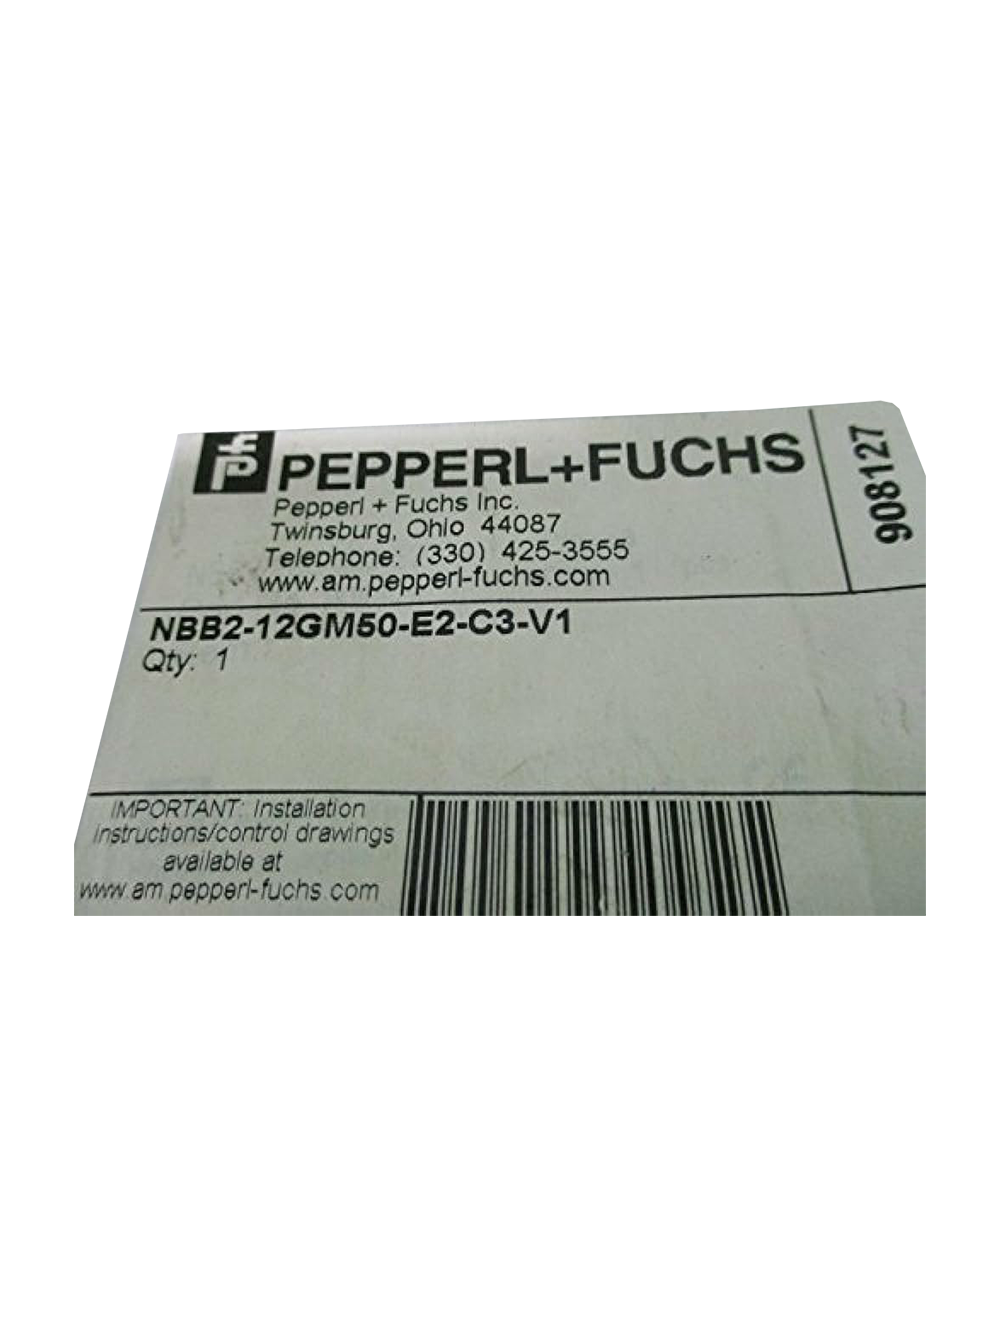 PEPPERL+FUCHS
Pepperl + Fuchs Inc.
Twinsburg, Ohio 44087
Telephone: (330) 425-3555
www.am.pepperl-fuchs.com
908127
NBB2-12GM50-E2-C3-V1
Qty: 1
IMPORTANT: Installation
instructions/control drawings
available at
www.am.pepperl-fuchs.com